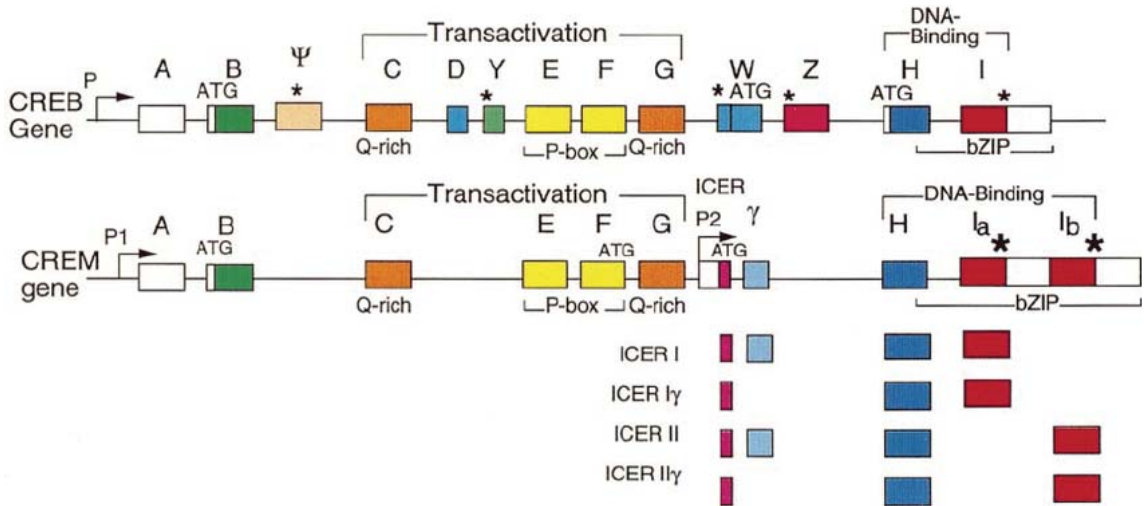 DNA-
Transactivation
Binding
P A B Ψ C D Y E F G W Z H I
ATG * * * ATG * ATG *
CREB
Gene
Q-rich P-box Q-rich bZIP
Transactivation ICER DNA-Binding
P1 A B C E F G P2 γ H Ia Ib
ATG ATG ATG * *
CREM
gene
Q-rich P-box Q-rich bZIP
ICER I
ICER Iγ
ICER II
ICER IIγ